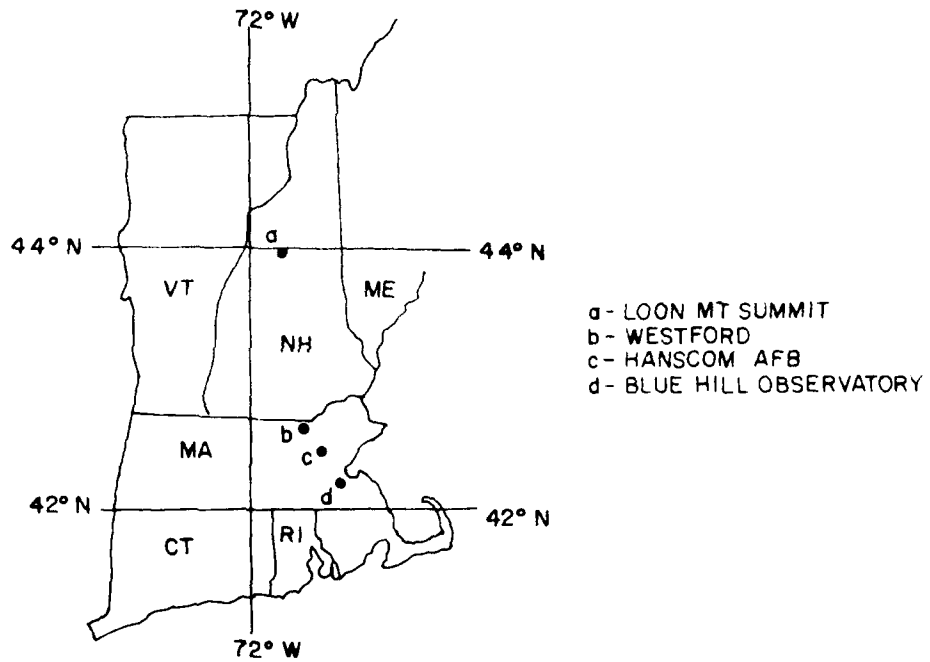 72° W
44° N
a
44° N
VT
ME
NH
a - LOON MT SUMMIT
b - WESTFORD
c - HANSCOM AFB
d - BLUE HILL OBSERVATORY
b
MA
c
d
42° N
42° N
CT
RI
72° W